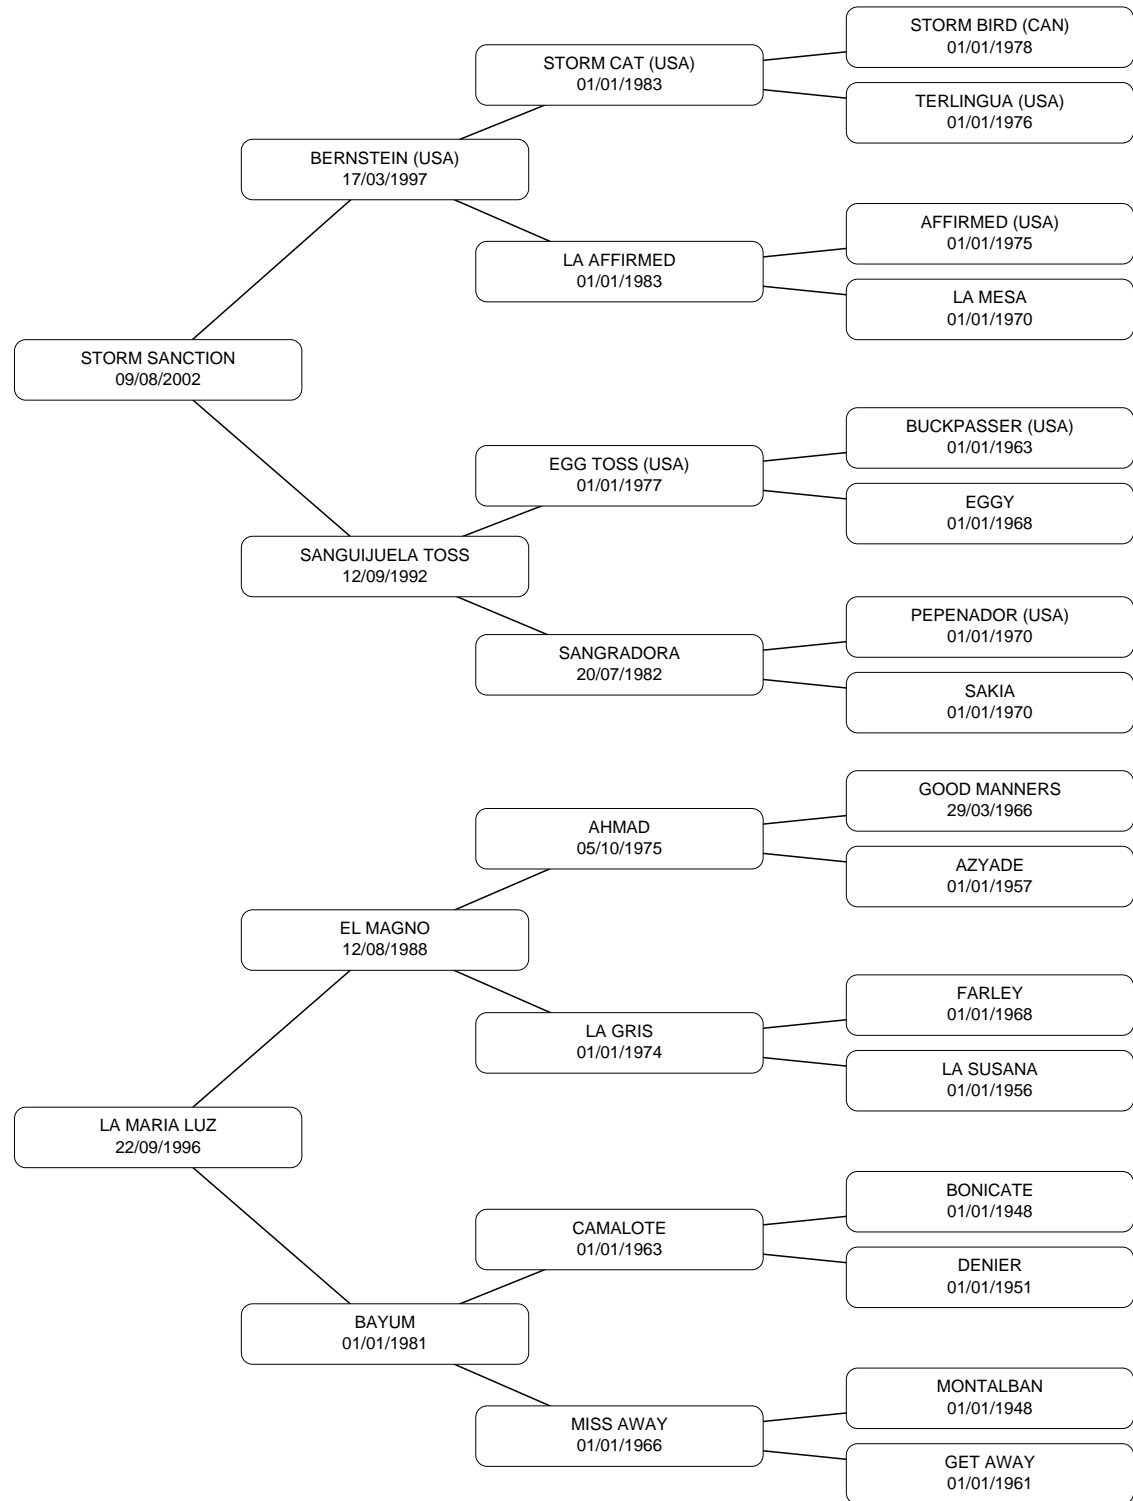 STORM BIRD (CAN)
01/01/1978
STORM CAT (USA)
01/01/1983
TERLINGUA (USA)
01/01/1976
BERNSTEIN (USA)
17/03/1997
AFFIRMED (USA)
01/01/1975
LA AFFIRMED
01/01/1983
LA MESA
01/01/1970
STORM SANCTION
09/08/2002
BUCKPASSER (USA)
01/01/1963
EGG TOSS (USA)
01/01/1977
EGGY
01/01/1968
SANGUIJUELA TOSS
12/09/1992
PEPENADOR (USA)
01/01/1970
SANGRADORA
20/07/1982
SAKIA
01/01/1970
GOOD MANNERS
29/03/1966
AHMAD
05/10/1975
AZYADE
01/01/1957
EL MAGNO
12/08/1988
FARLEY
01/01/1968
LA GRIS
01/01/1974
LA SUSANA
01/01/1956
LA MARIA LUZ
22/09/1996
BONICATE
01/01/1948
CAMALOTE
01/01/1963
DENIER
01/01/1951
BAYUM
01/01/1981
MONTALBAN
01/01/1948
MISS AWAY
01/01/1966
GET AWAY
01/01/1961